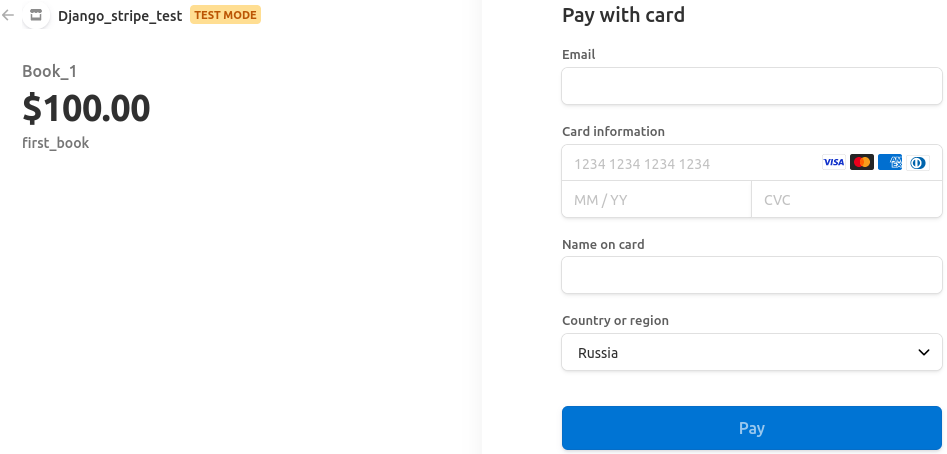 Django_stripe_test TEST MODE
Book_1
$100.00
first_book
Pay with card
Email
Card information
1234 1234 1234 1234 VISA
MM / YY CVC
Name on card
Country or region
Russia
Pay